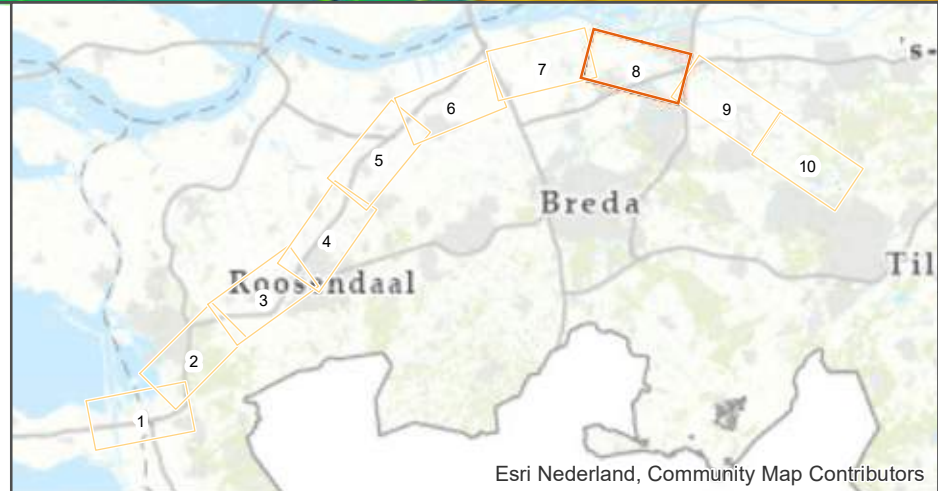 's-
7
8
6
9
5
10
Breda
4
Til
Roosendaal
3
2
1
Esri Nederland, Community Map Contributors